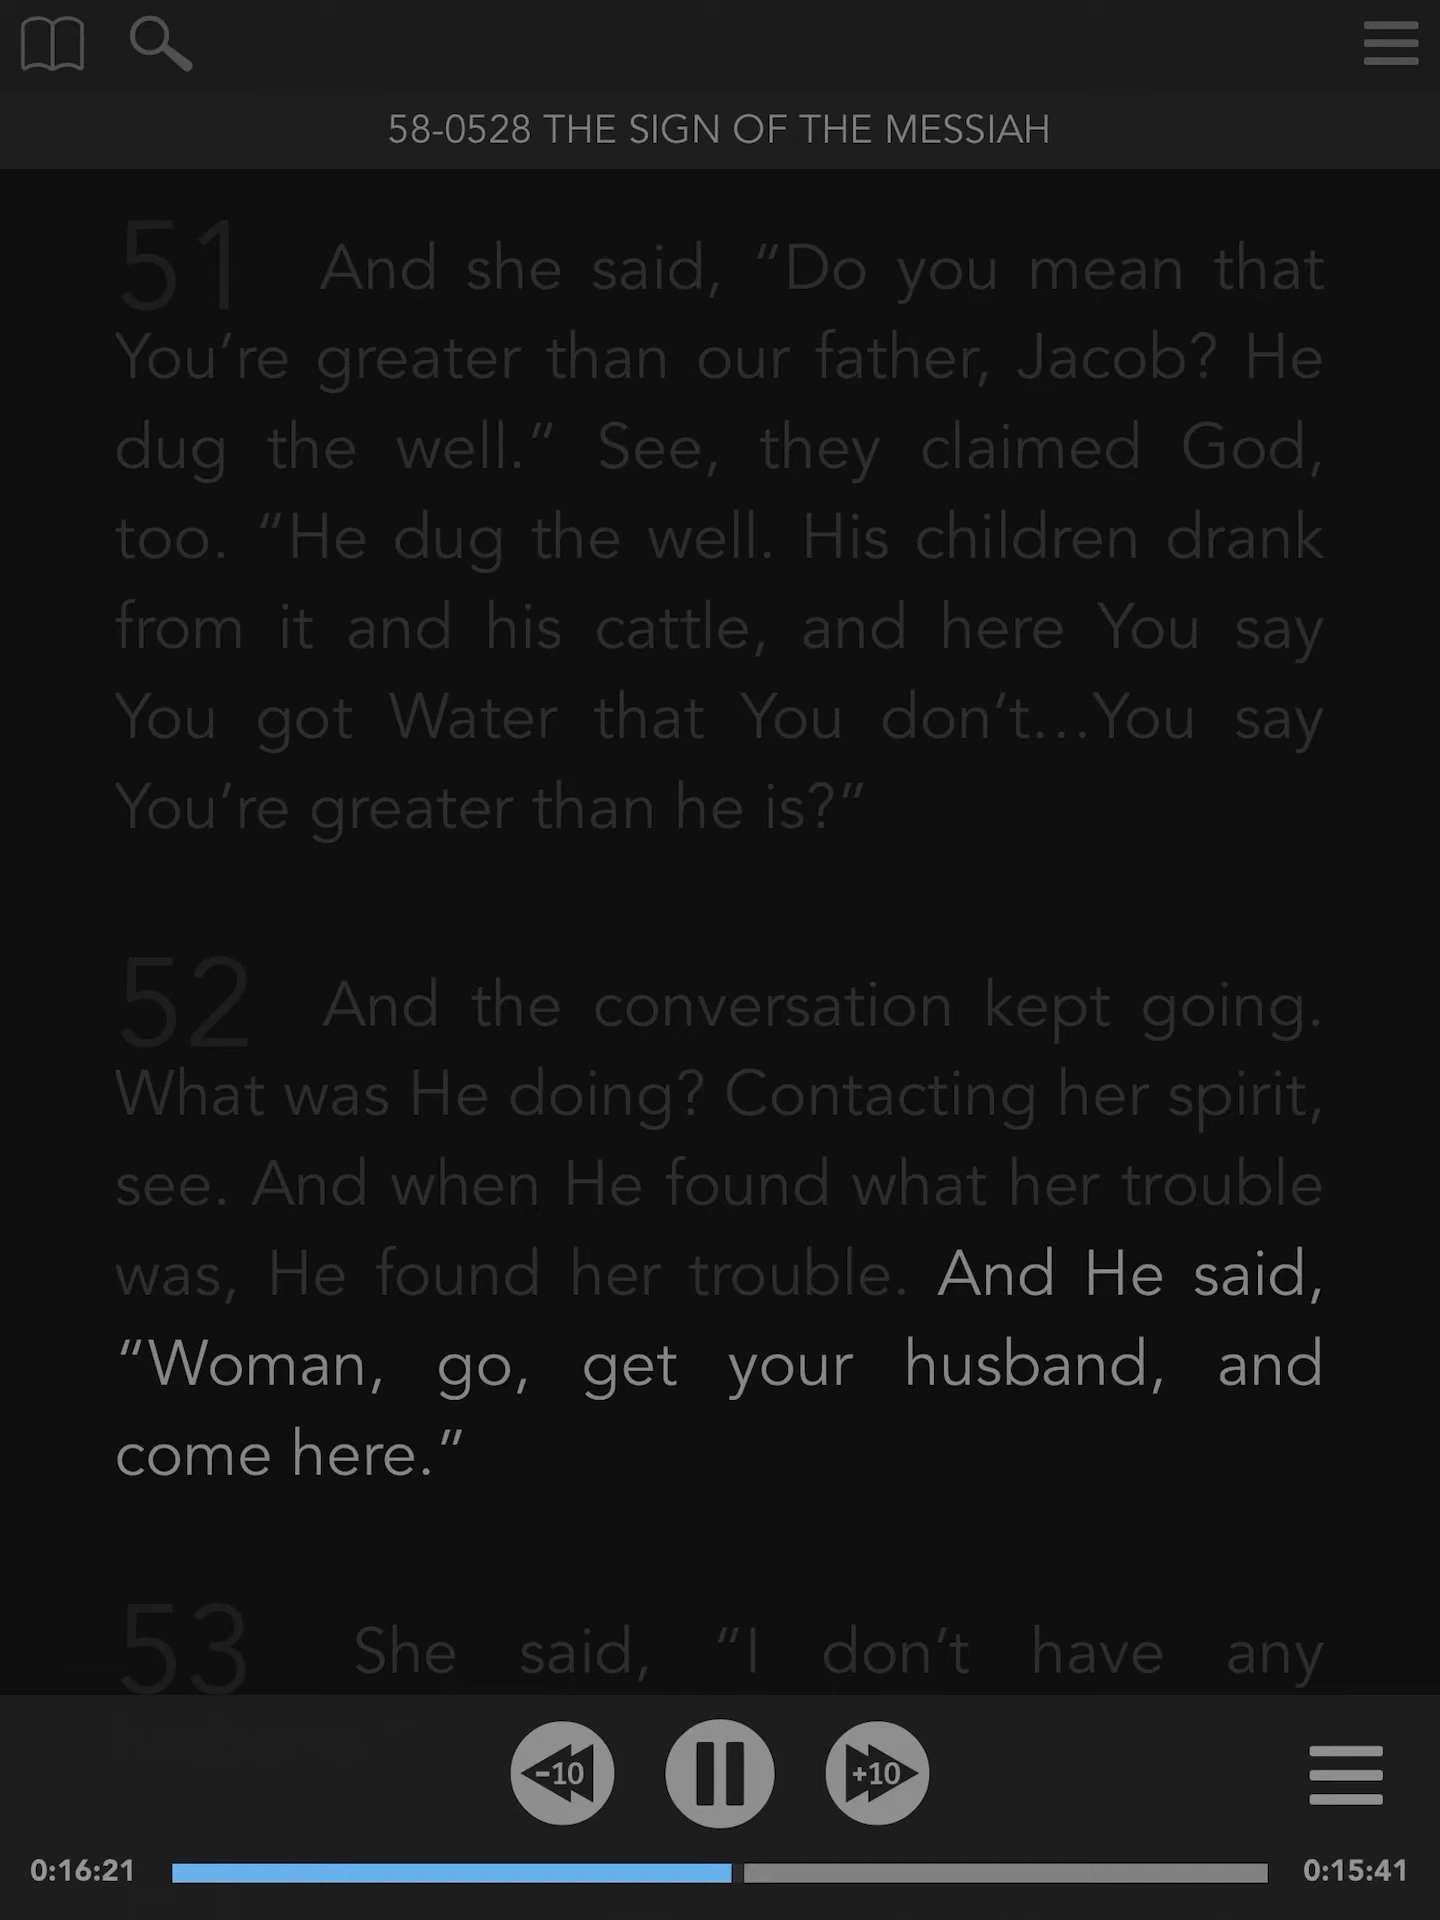 58-0528 THE SIGN OF THE MESSIAH
51 And she said, “Do you mean that
You’re greater than our father, Jacob? He
dug the well.” See, they claimed God,
too. “He dug the well. His children drank
from it and his cattle, and here You say
You got Water that You don’t…You say
You’re greater than he is?”
52 And the conversation kept going.
What was He doing? Contacting her spirit,
see. And when He found what her trouble
was, He found her trouble. And He said,
“Woman, go, get your husband, and
come here.”
53 She said, “I don’t have any
-10 +10
0:16:21 0:15:41